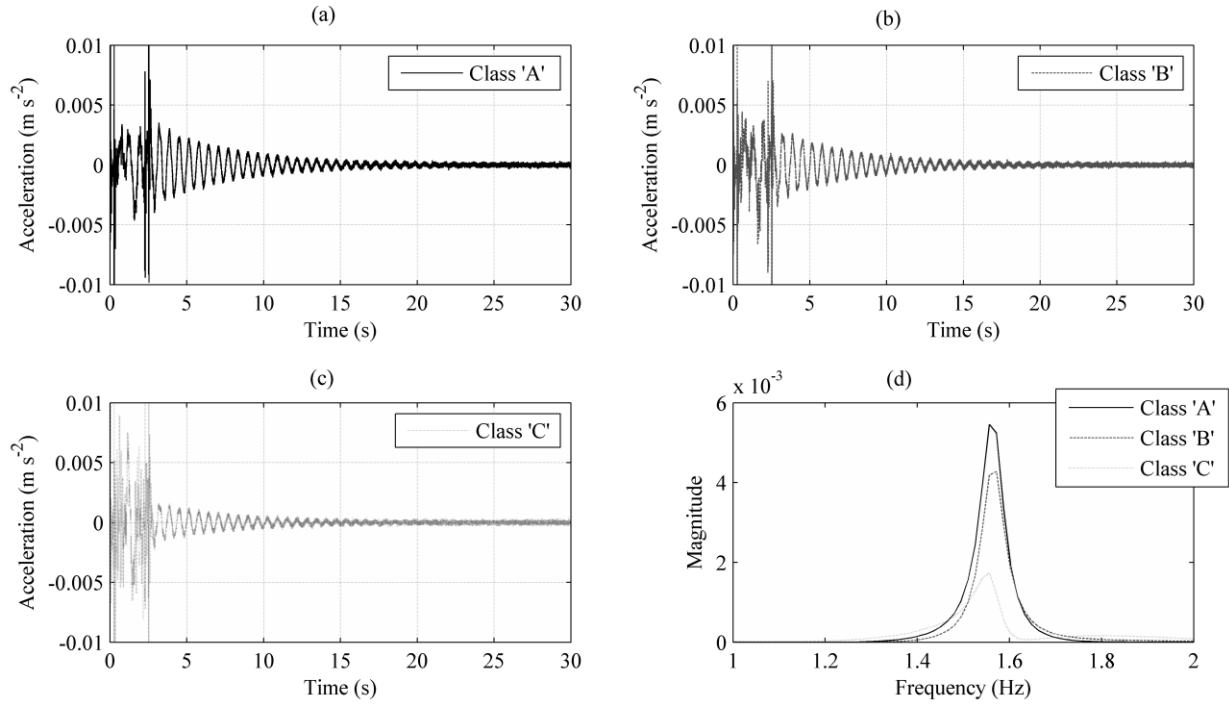 (a)
0.01
0.005
0
-0.005
-0.01
Acceleration (m s-2)
Class 'A'
0 5 10 15 20 25 30
Time (s)
(b)
0.01
0.005
0
-0.005
-0.01
Acceleration (m s-2)
Class 'B'
0 5 10 15 20 25 30
Time (s)
(c)
0.01
0.005
0
-0.005
-0.01
Acceleration (m s-2)
Class 'C'
0 5 10 15 20 25 30
Time (s)
(d)
x 10-3
6
4
2
0
Magnitude
Class 'A'
Class 'B'
Class 'C'
1 1.2 1.4 1.6 1.8 2
Frequency (Hz)